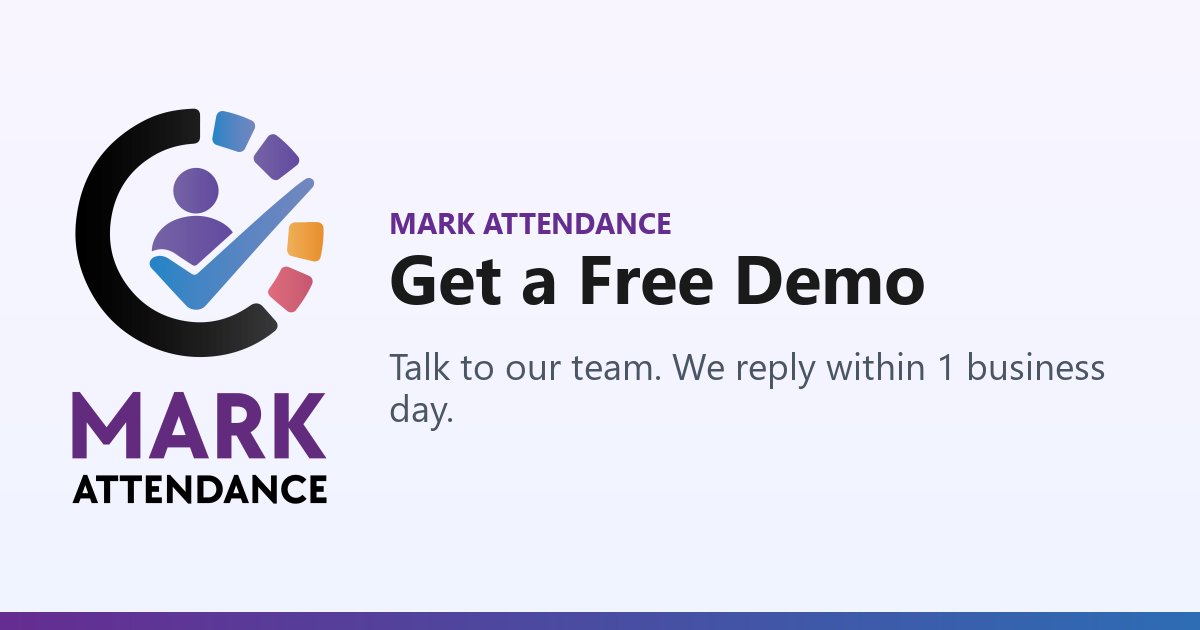 MARK
ATTENDANCE
MARK ATTENDANCE
Get a Free Demo
Talk to our team. We reply within 1 business
day.